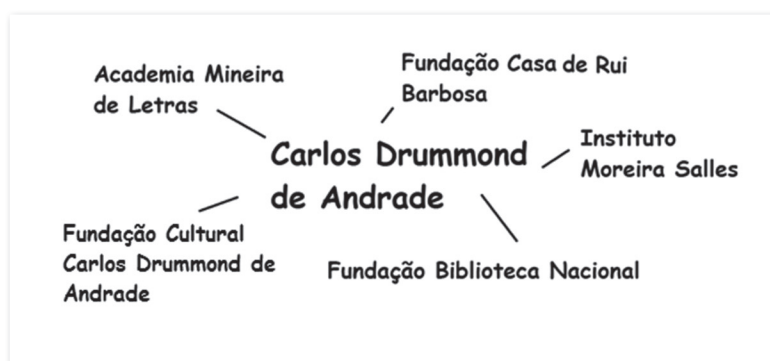 Academia Mineira
de Letras
Fundação Casa de Rui
Barbosa
Carlos Drummond
de Andrade
Instituto
Moreira Salles
Fundação Cultural
Carlos Drummond de
Andrade
Fundação Biblioteca Nacional